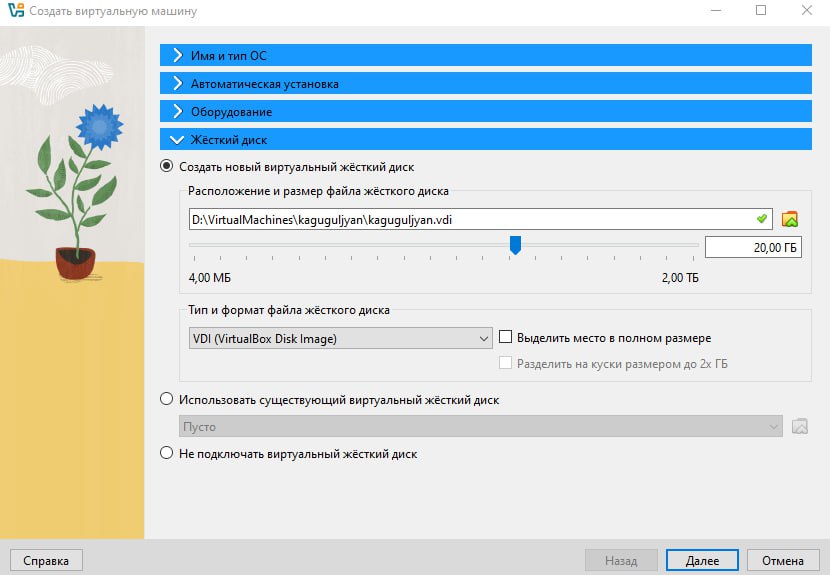 Создать виртуальную машину
Имя и тип ОС
Автоматическая установка
Оборудование
Жёсткий диск
Создать новый виртуальный жёсткий диск
Расположение и размер файла жёсткого диска
D:\VirtualMachines\kaguguljyan\kaguguljyan.vdi
20,00 ГБ
4,00 МБ 2,00 ТБ
Тип и формат файла жёсткого диска
VDI (VirtualBox Disk Image) Выделить место в полном размере
Разделить на куски размером до 2х ГБ
Использовать существующий виртуальный жёсткий диск
Пусто
Не подключать виртуальный жёсткий диск
Справка Назад Далее Отмена